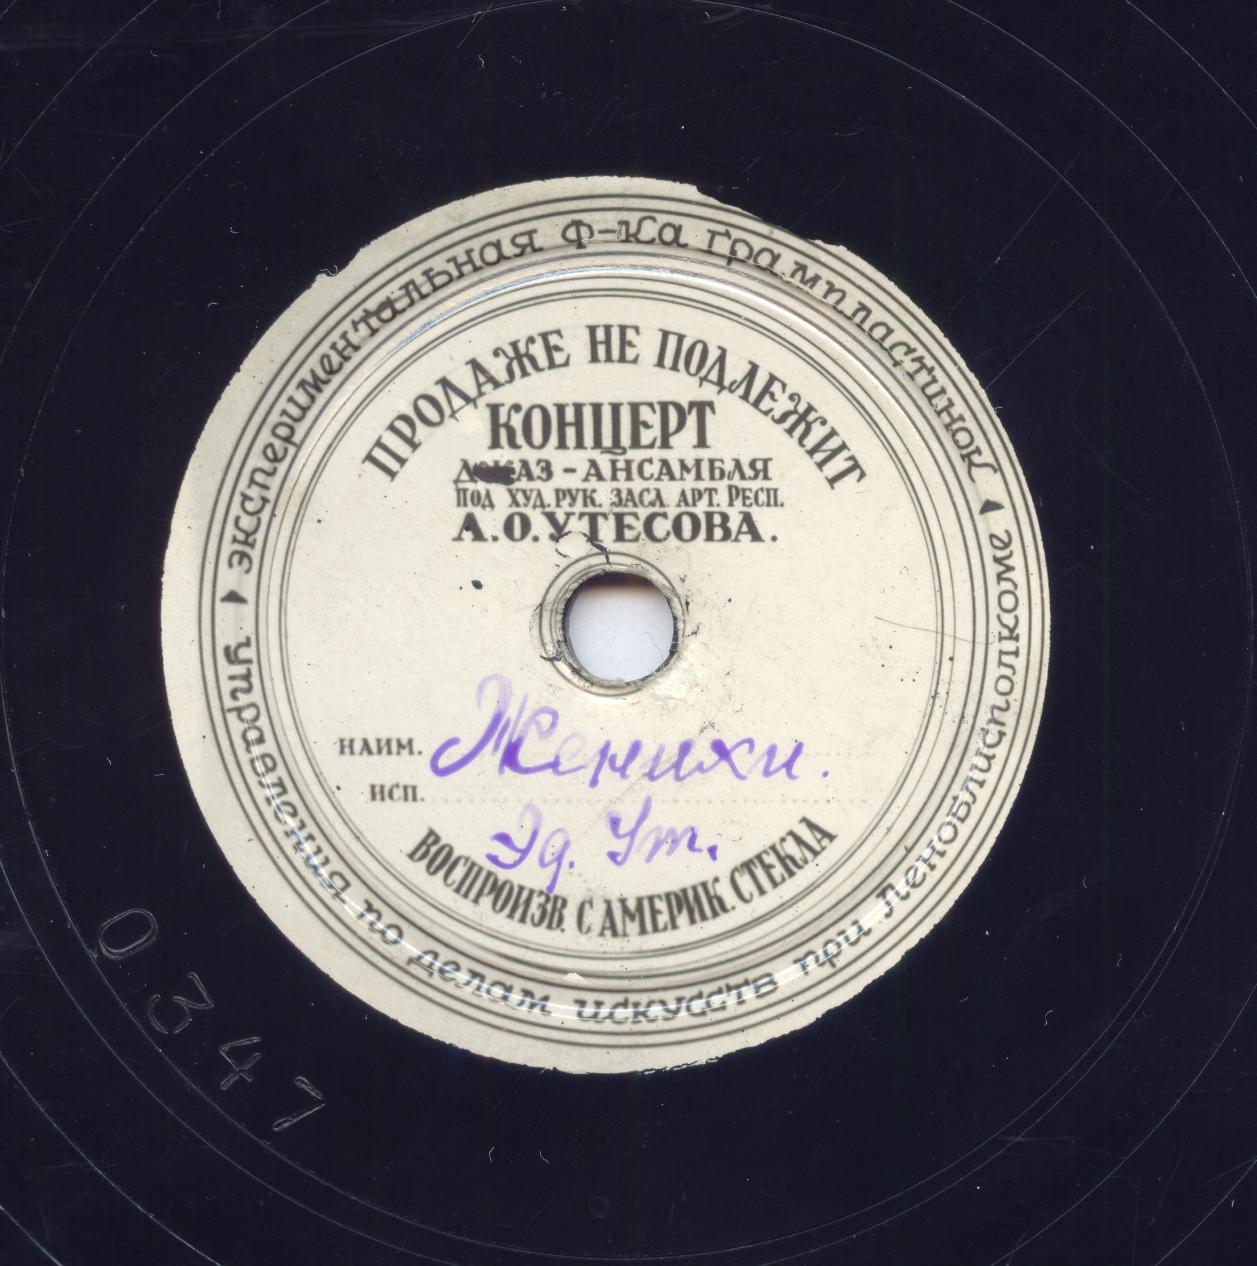 экспериментальная ф-ка грампластинок
управления по делам искусств при Леноблисполкоме
ПРОДАЖЕ НЕ ПОДЛЕЖИТ
КОНЦЕРТ
ДЖАЗ-АНСАМБЛЯ
ПОД ХУД. РУК. ЗАСЛ. АРТ. РЕСП.
Л.О.УТЕСОВА.
НАИМ. Женихи.
ИСП.
Эд. Ут.
ВОСПРОИЗВ. С АМЕРИК. СТЕКЛА
0347